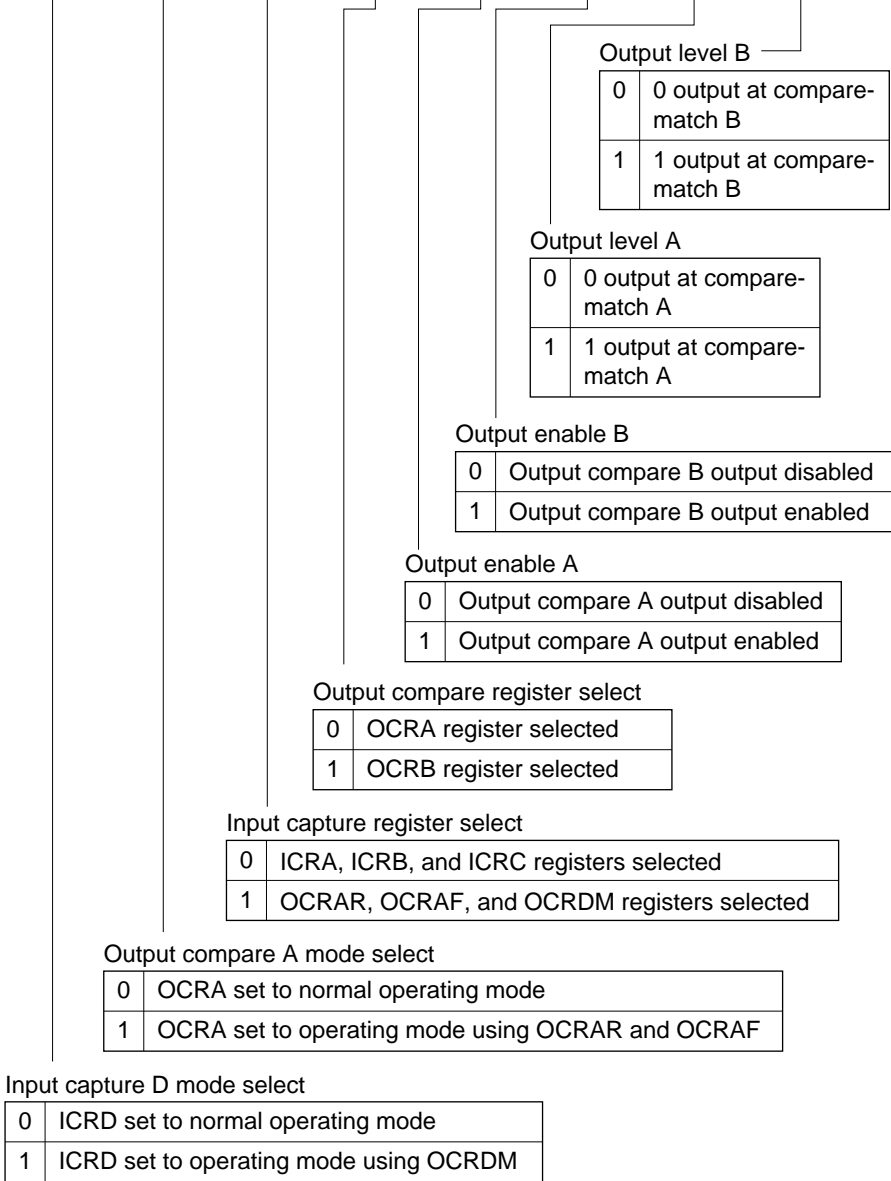 Output level B
0 0 output at compare-
match B
1 1 output at compare-
match B
Output level A
0 0 output at compare-
match A
1 1 output at compare-
match A
Output enable B
0 Output compare B output disabled
1 Output compare B output enabled
Output enable A
0 Output compare A output disabled
1 Output compare A output enabled
Output compare register select
0 OCRA register selected
1 OCRB register selected
Input capture register select
0 ICRA, ICRB, and ICRC registers selected
1 OCRAR, OCRAF, and OCRDM registers selected
Output compare A mode select
0 OCRA set to normal operating mode
1 OCRA set to operating mode using OCRAR and OCRAF
Input capture D mode select
0 ICRD set to normal operating mode
1 ICRD set to operating mode using OCRDM